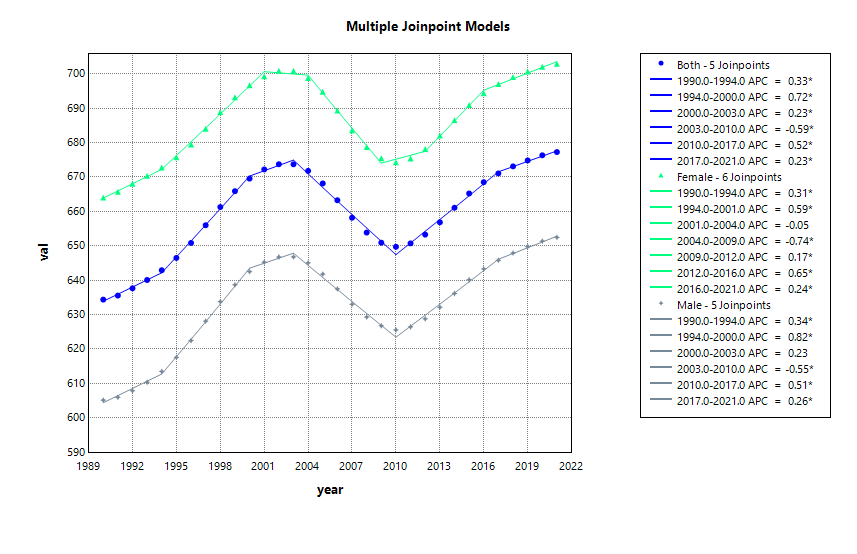 Multiple Joinpoint Models
val
700
690
680
670
660
650
640
630
620
610
600
590
1989 1992 1995 1998 2001 2004 2007 2010 2013 2016 2019 2022
year
Both - 5 Joinpoints
1990.0-1994.0 APC = 0.33*
1994.0-2000.0 APC = 0.72*
2000.0-2003.0 APC = 0.23*
2003.0-2010.0 APC = -0.59*
2010.0-2017.0 APC = 0.52*
2017.0-2021.0 APC = 0.23*
Female - 6 Joinpoints
1990.0-1994.0 APC = 0.31*
1994.0-2001.0 APC = 0.59*
2001.0-2004.0 APC = -0.05
2004.0-2009.0 APC = -0.74*
2009.0-2012.0 APC = 0.17*
2012.0-2016.0 APC = 0.65*
2016.0-2021.0 APC = 0.24*
Male - 5 Joinpoints
1990.0-1994.0 APC = 0.34*
1994.0-2000.0 APC = 0.82*
2000.0-2003.0 APC = 0.23
2003.0-2010.0 APC = -0.55*
2010.0-2017.0 APC = 0.51*
2017.0-2021.0 APC = 0.26*